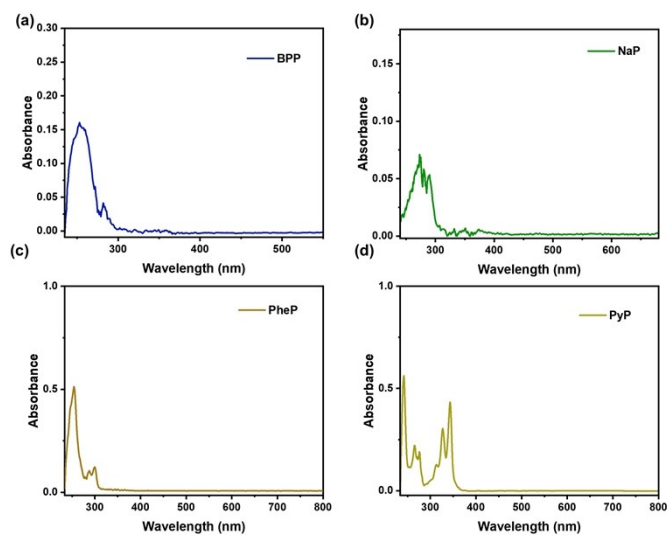 (a)
BPP
Absorbance
0.30
0.25
0.20
0.15
0.10
0.05
0.00
300 400 500
Wavelength (nm)
(b)
NaP
Absorbance
0.15
0.10
0.05
0.00
300 400 500 600
Wavelength (nm)
(c)
PheP
Absorbance
1.0
0.5
0.0
300 400 500 600 700 800
Wavelength (nm)
(d)
PyP
Absorbance
1.0
0.5
0.0
300 400 500 600 700 800
Wavelength (nm)